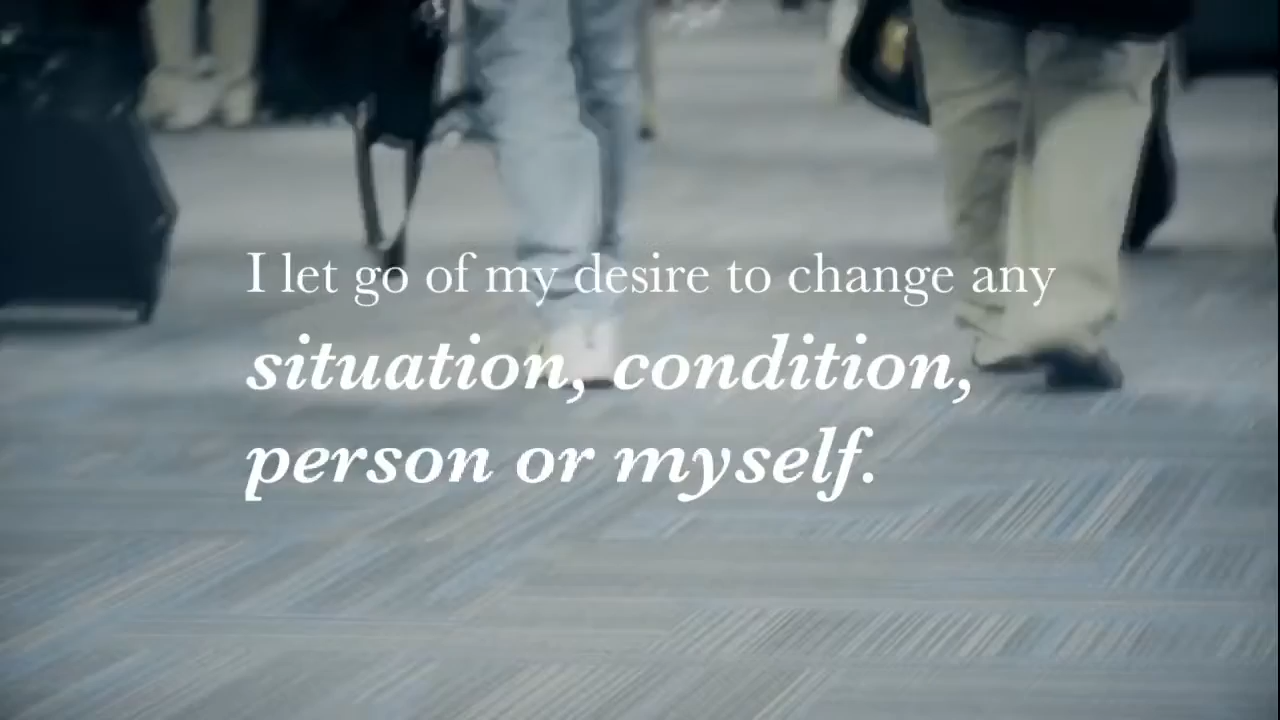 I let go of my desire to change any
situation, condition,
person or myself.